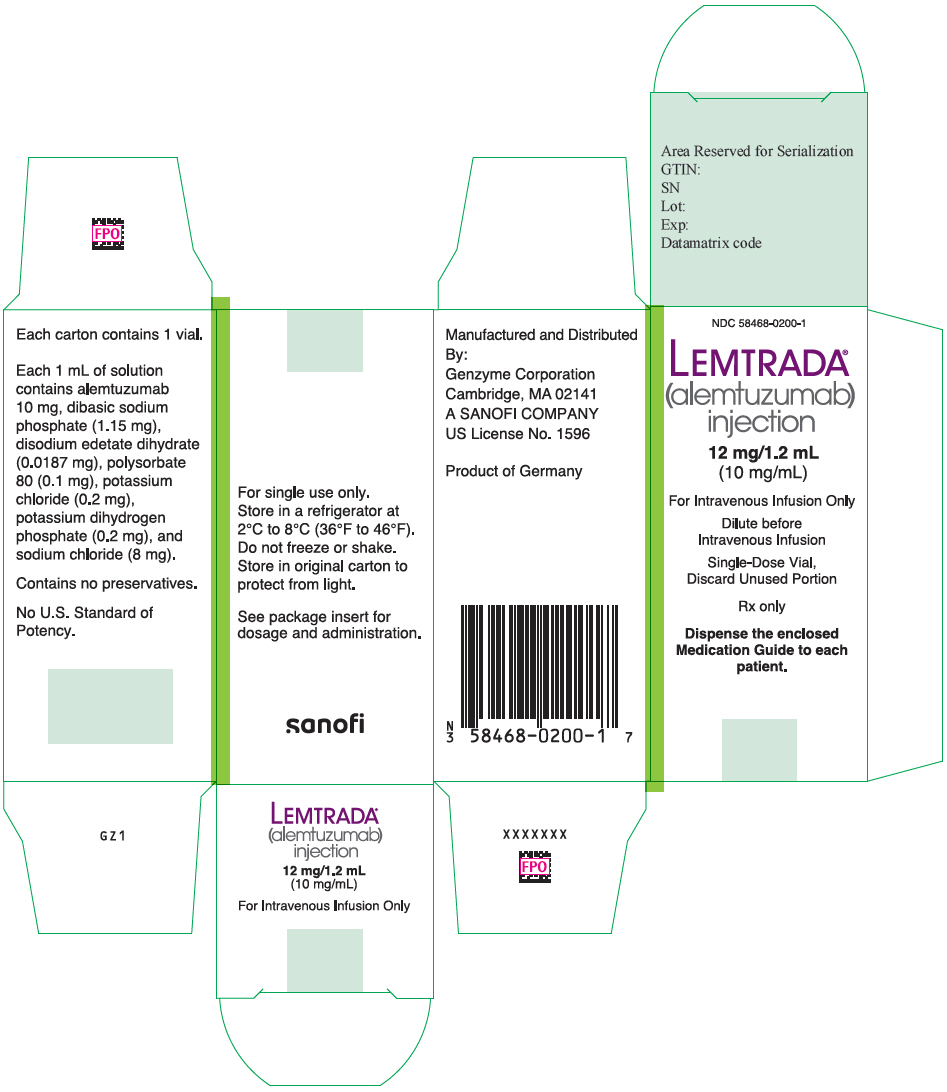 Area Reserved for Serialization
GTIN:
SN
Lot:
Exp:
Datamatrix code
FPO
Each carton contains 1 vial.
Each 1 mL of solution
contains alemtuzumab
10 mg, dibasic sodium
phosphate (1.15 mg),
disodium edetate dihydrate
(0.0187 mg), polysorbate
80 (0.1 mg), potassium
chloride (0.2 mg),
potassium dihydrogen
phosphate (0.2 mg), and
sodium chloride (8 mg).
Contains no preservatives.
No U.S. Standard of
Potency.
GZ1
For single use only.
Store in a refrigerator at
2°C to 8°C (36°F to 46°F).
Do not freeze or shake.
Store in original carton to
protect from light.
See package insert for
dosage and administration.
sanofi
LEMTRADA®
(alemtuzumab)
injection
12 mg/1.2 mL
(10 mg/mL)
For Intravenous Infusion Only
Manufactured and Distributed
By:
Genzyme Corporation
Cambridge, MA 02141
A SANOFI COMPANY
US License No. 1596
Product of Germany
N
3 58468-0200-1 7
XXXXXXX
FPO
NDC 58468-0200-1
LEMTRADA®
(alemtuzumab)
injection
12 mg/1.2 mL
(10 mg/mL)
For Intravenous Infusion Only
Dilute before
Intravenous Infusion
Single-Dose Vial,
Discard Unused Portion
Rx only
Dispense the enclosed
Medication Guide to each
patient.